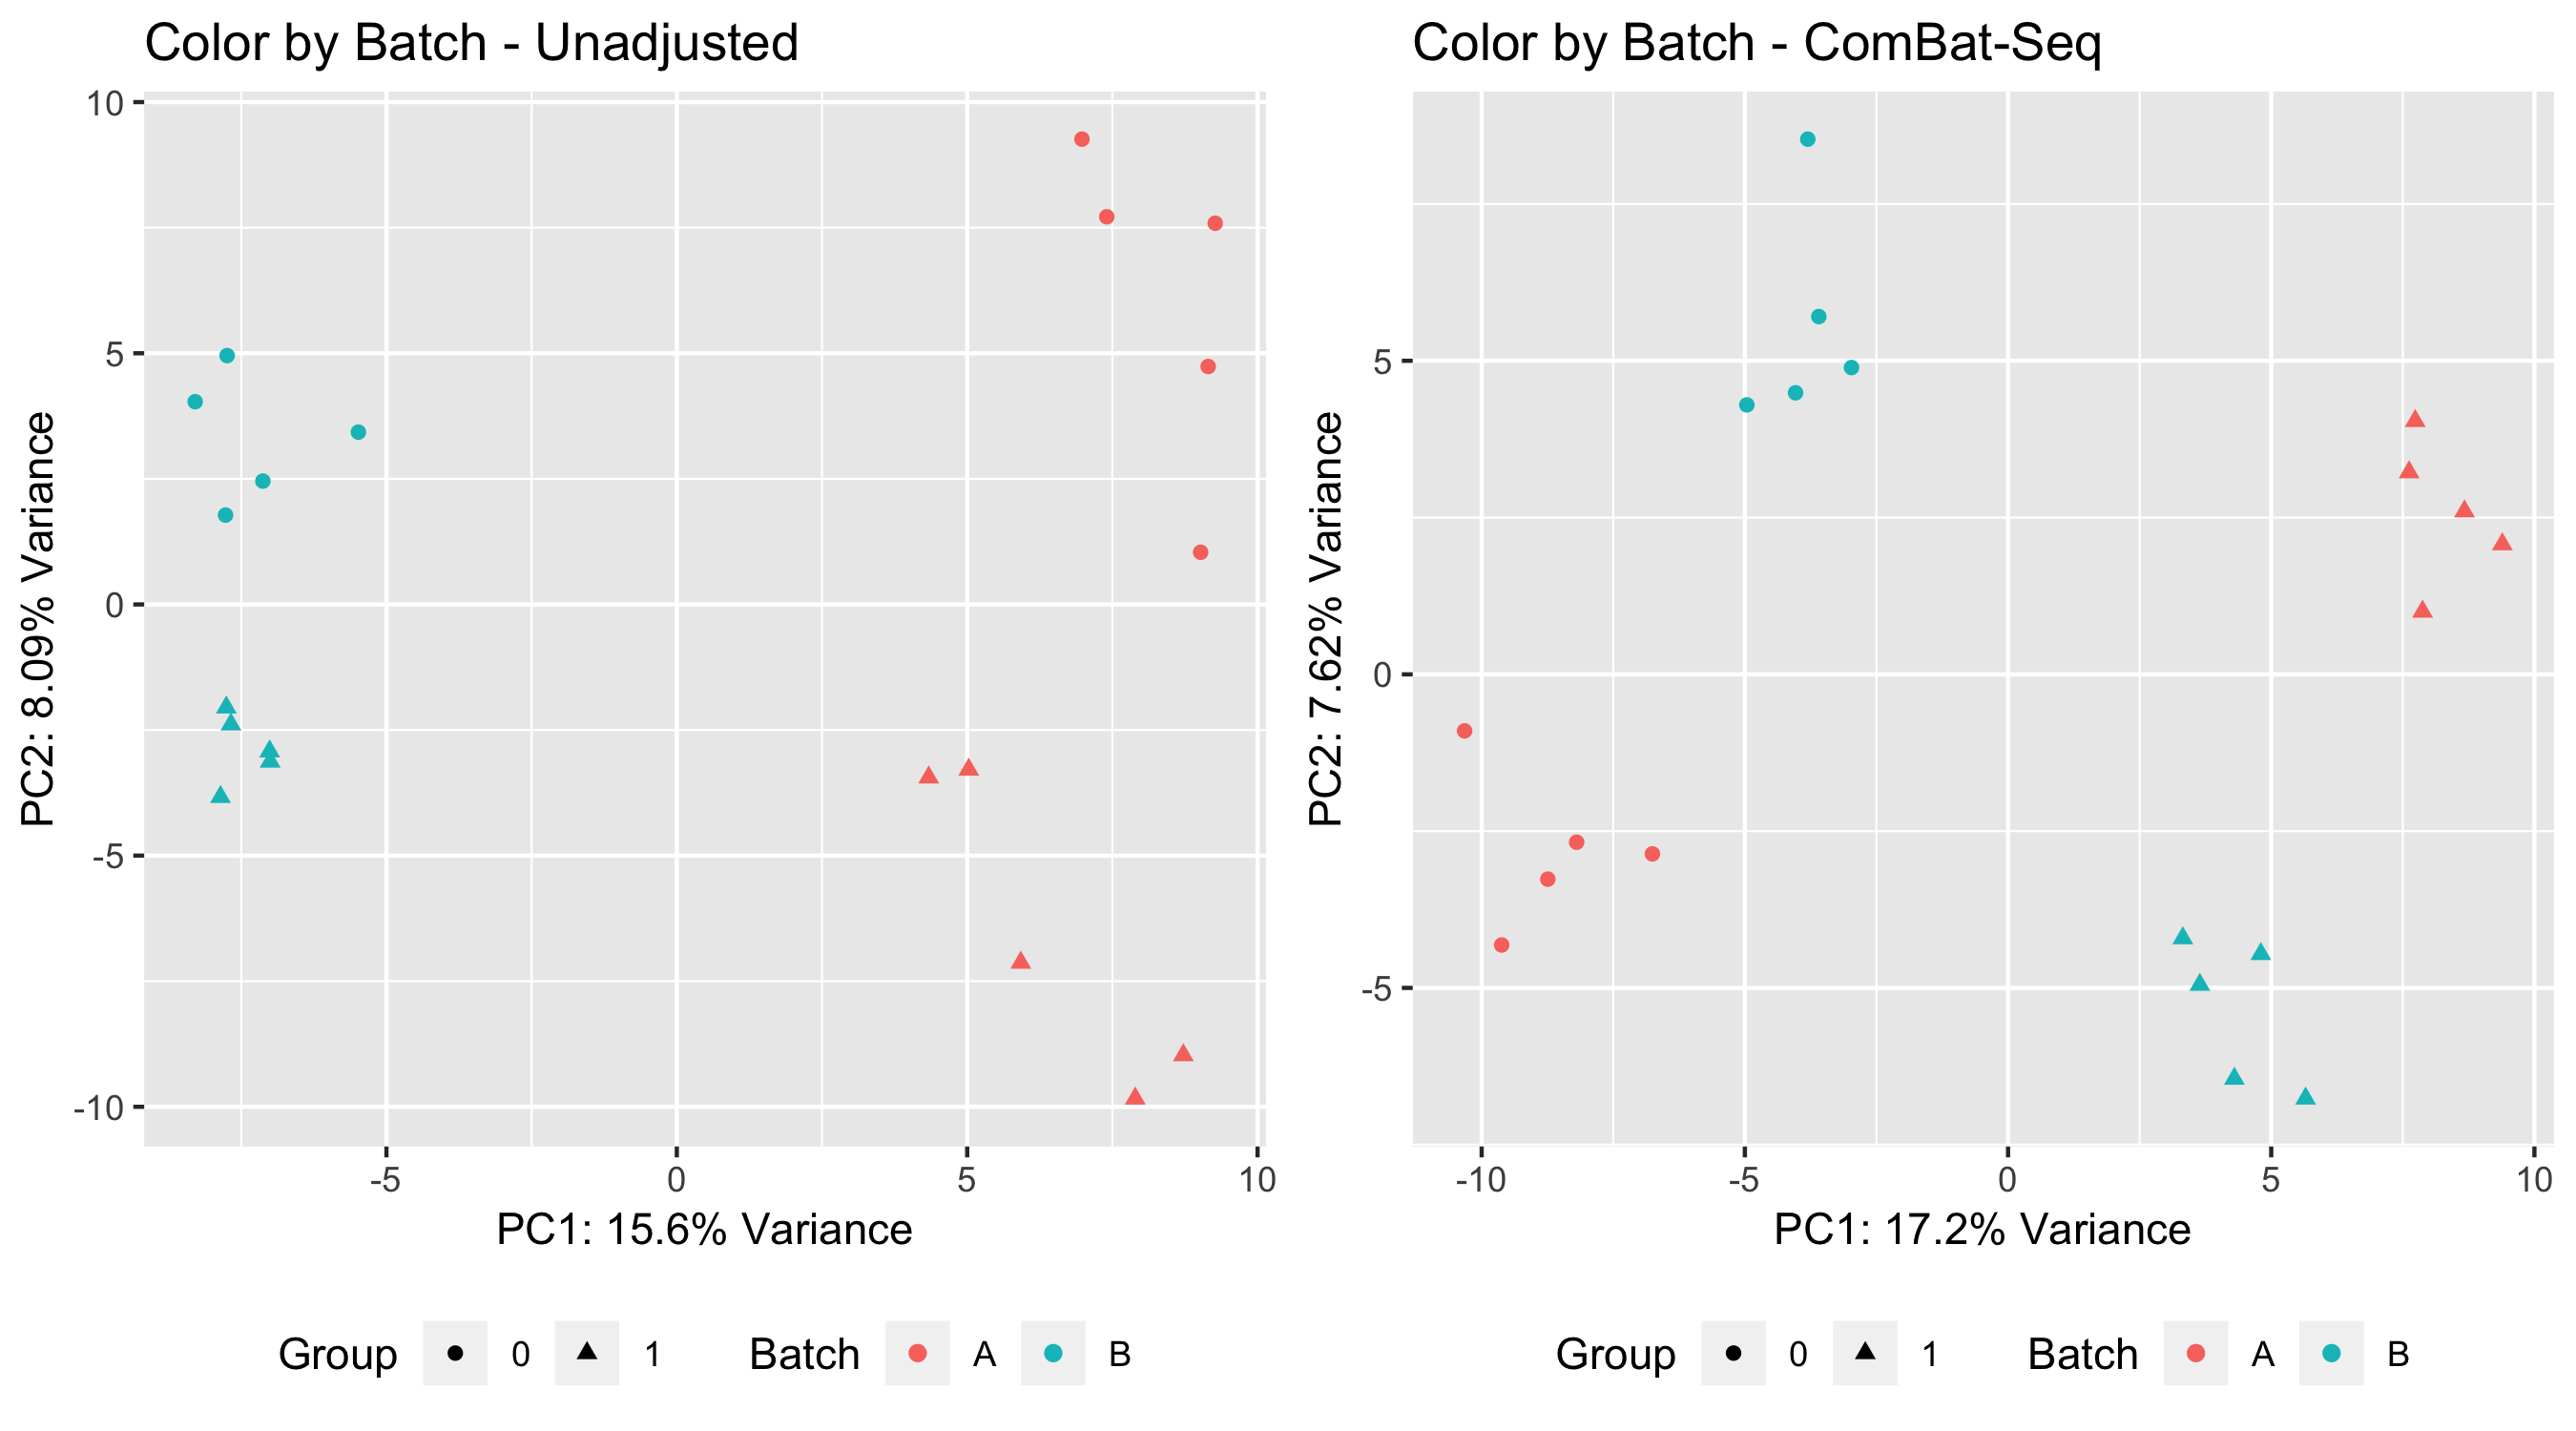 Color by Batch - Unadjusted
10
5
0
-5
-10
PC2: 8.09% Variance
-5 0 5 10
PC1: 15.6% Variance
Group 0 1 Batch A B
Color by Batch - ComBat-Seq
5
0
-5
PC2: 7.62% Variance
-10 -5 0 5 10
PC1: 17.2% Variance
Group 0 1 Batch A B